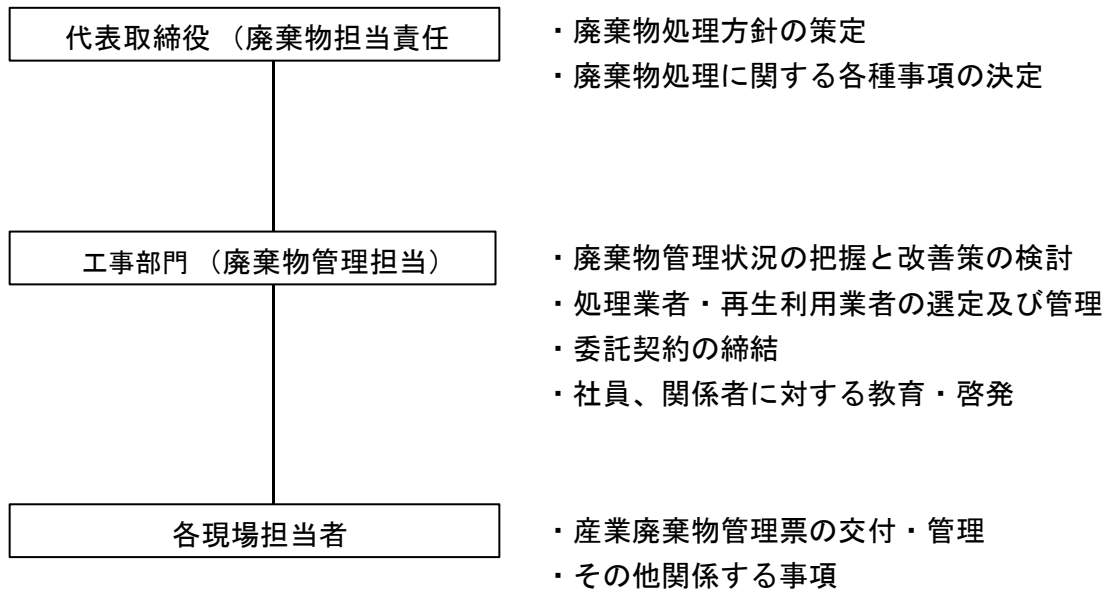 代表取締役 （廃棄物担当責任
・廃棄物処理方針の策定
・廃棄物処理に関する各種事項の決定
工事部門 （廃棄物管理担当）
・廃棄物管理状況の把握と改善策の検討
・処理業者・再生利用業者の選定及び管理
・委託契約の締結
・社員、関係者に対する教育・啓発
各現場担当者
・産業廃棄物管理票の交付・管理
・その他関係する事項